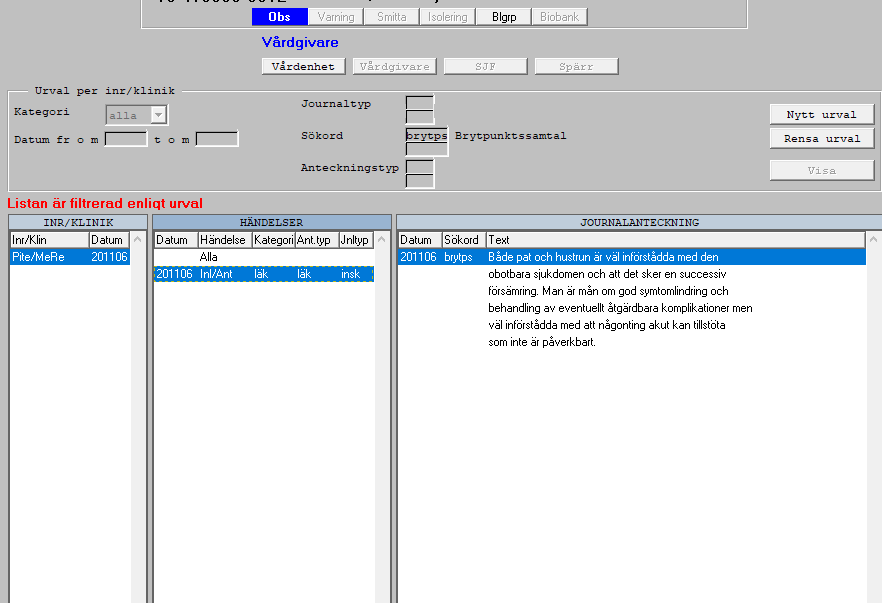 Obs Varning Smitta Isolering Blgrp Biobank
Vårdgivare
Vårdenhet Vårdgivare SJF Spärr
Urval per inr/klinik
Kategori alla
Datum fr o m t o m
Journaltyp
Sökord brytps Brytpunktssamtal
Anteckningstyp
Nytt urval
Rensa urval
Visa
Listan är filtrerad enligt urval
INR/KLINIK
Inr/Klin Datum
Pite/MeRe 201106
HÄNDELSER
Datum Händelse Kategori Ant.typ Jnltyp
Alla
201106 Inl/Ant läk läk insk
JOURNALANTECKNING
Datum Sökord Text
201106 brytps Både pat och hustrun är väl införstådda med den
obotbara sjukdomen och att det sker en successiv
försämring. Man är mån om god symtomlindring och
behandling av eventuellt åtgärdbara komplikationer men
väl införstådda med att någonting akut kan tillstöta
som inte är påverkbart.